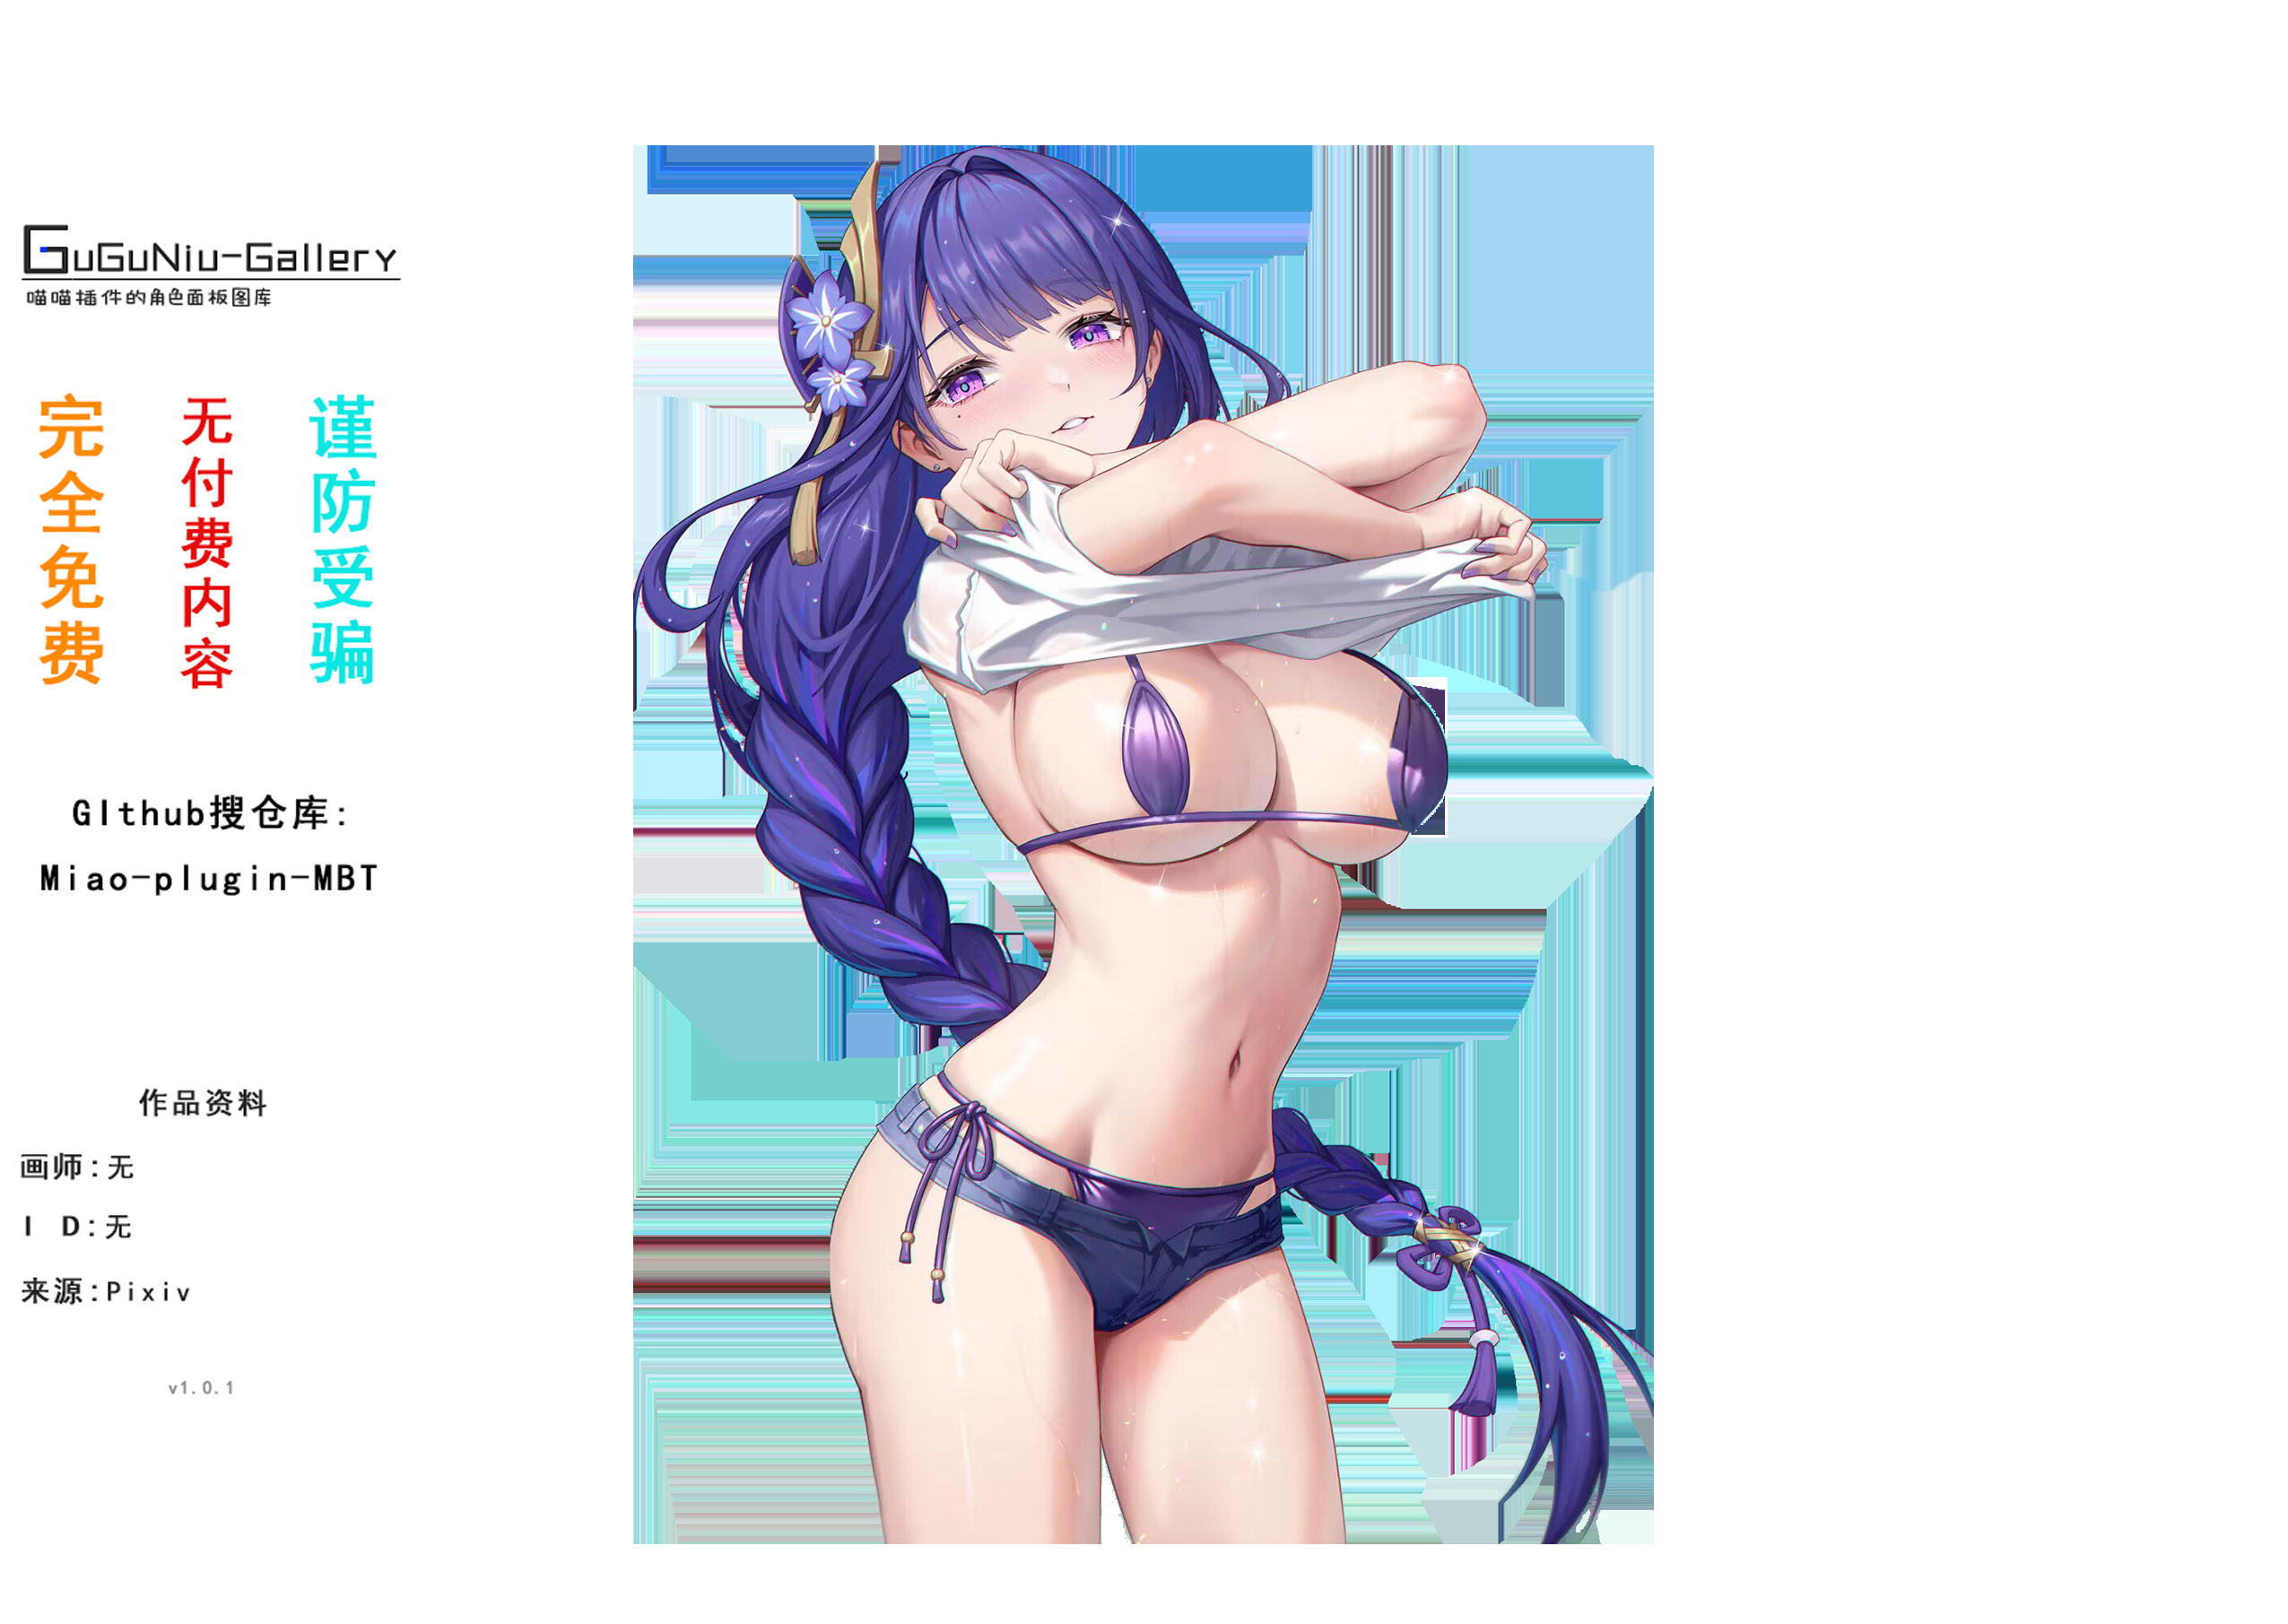 GuGuNiu-Gallery
喵喵插件的角色面板图库
完全免费
无付费内容
谨防受骗
GIthub搜仓库:
Miao-plugin-MBT
作品资料
画师:无
I D:无
来源:Pixiv
v1.0.1